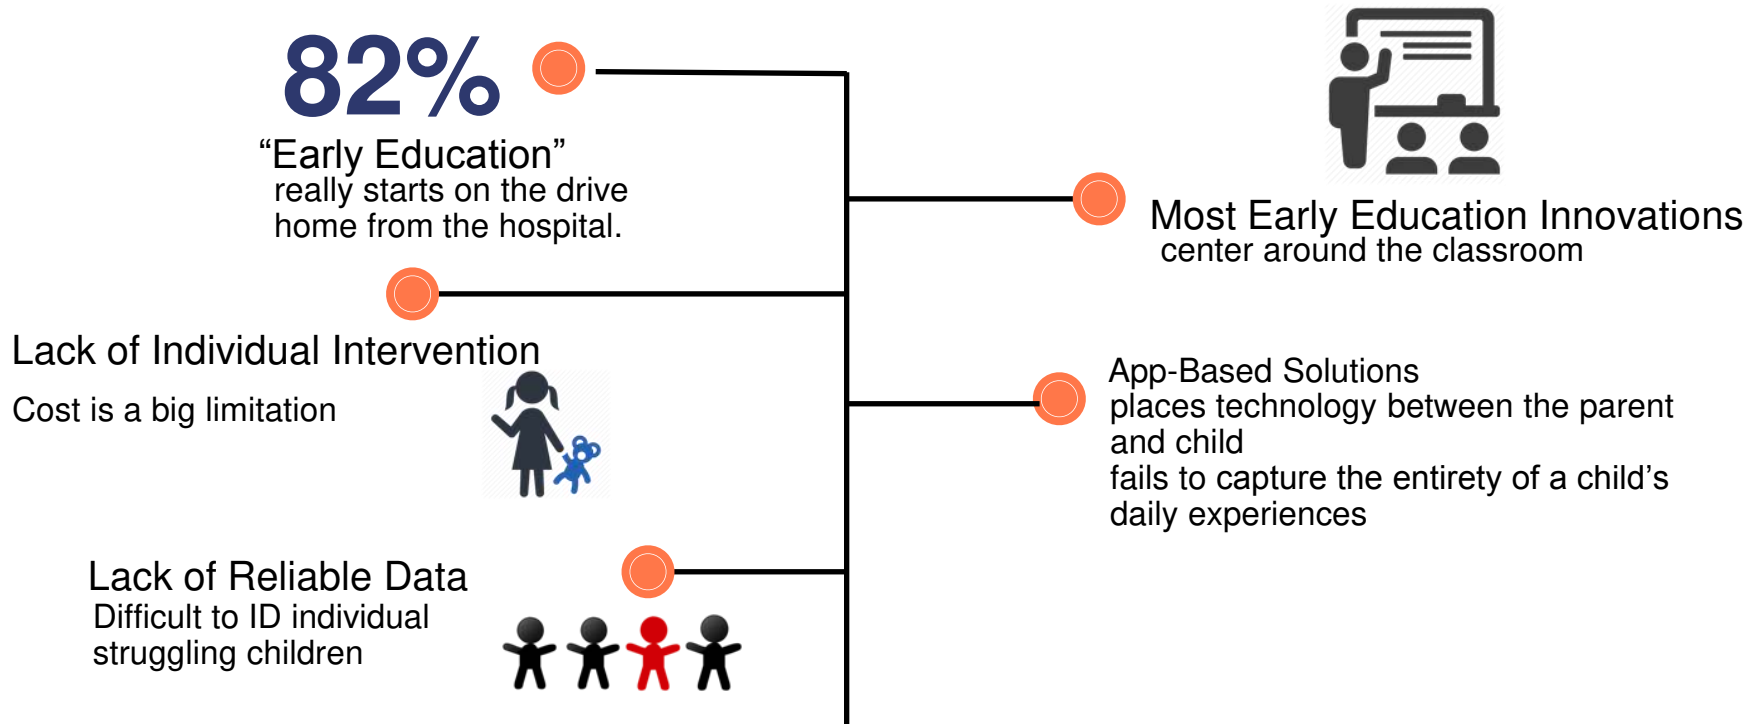 82%
“Early Education”
really starts on the drive
home from the hospital.
Most Early Education Innovations
center around the classroom
Lack of Individual Intervention
Cost is a big limitation
App-Based Solutions
places technology between the parent
and child
fails to capture the entirety of a child’s
daily experiences
Lack of Reliable Data
Difficult to ID individual
struggling children